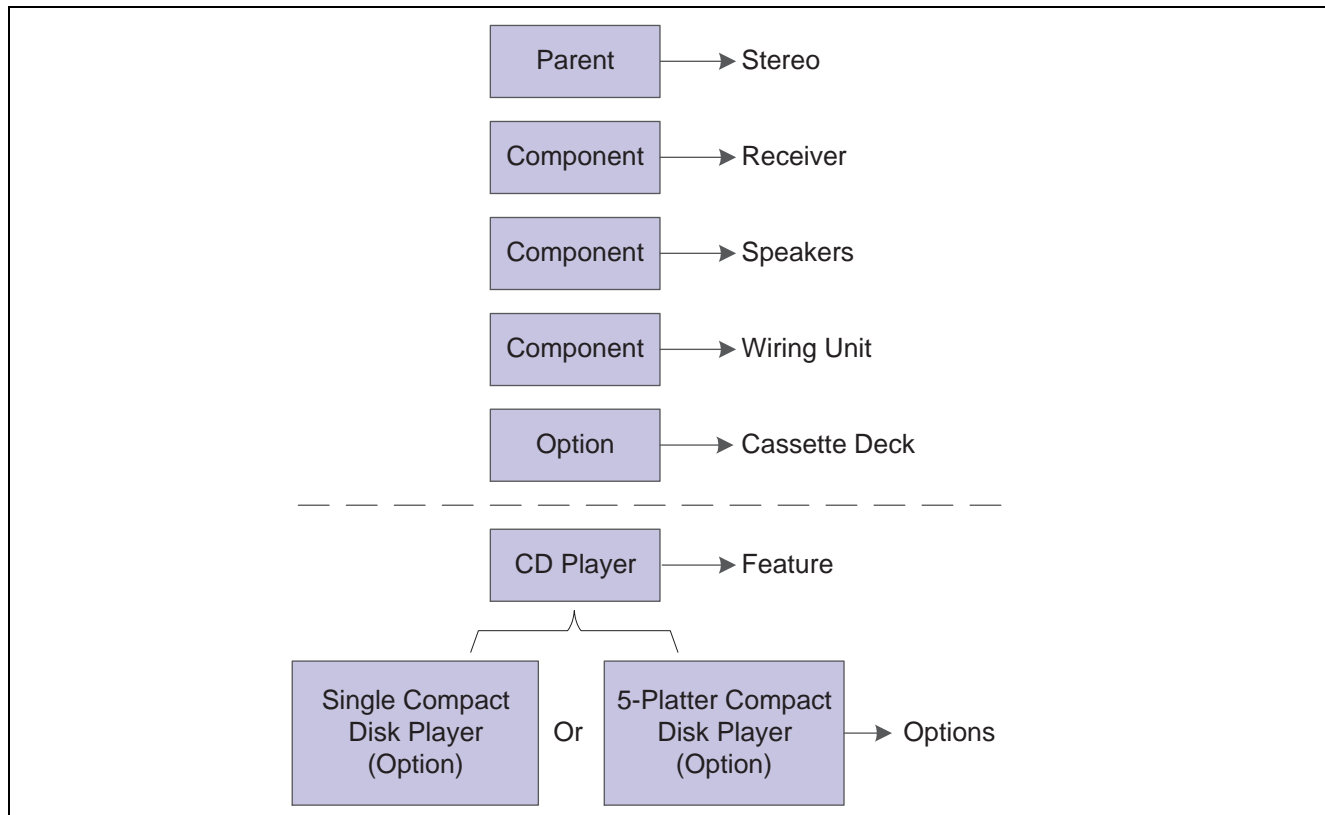 Parent Stereo
Component Receiver
Component Speakers
Component Wiring Unit
Option Cassette Deck
CD Player Feature
Single Compact
Disk Player
(Option)
Or
5-Platter Compact
Disk Player
(Option)
Options